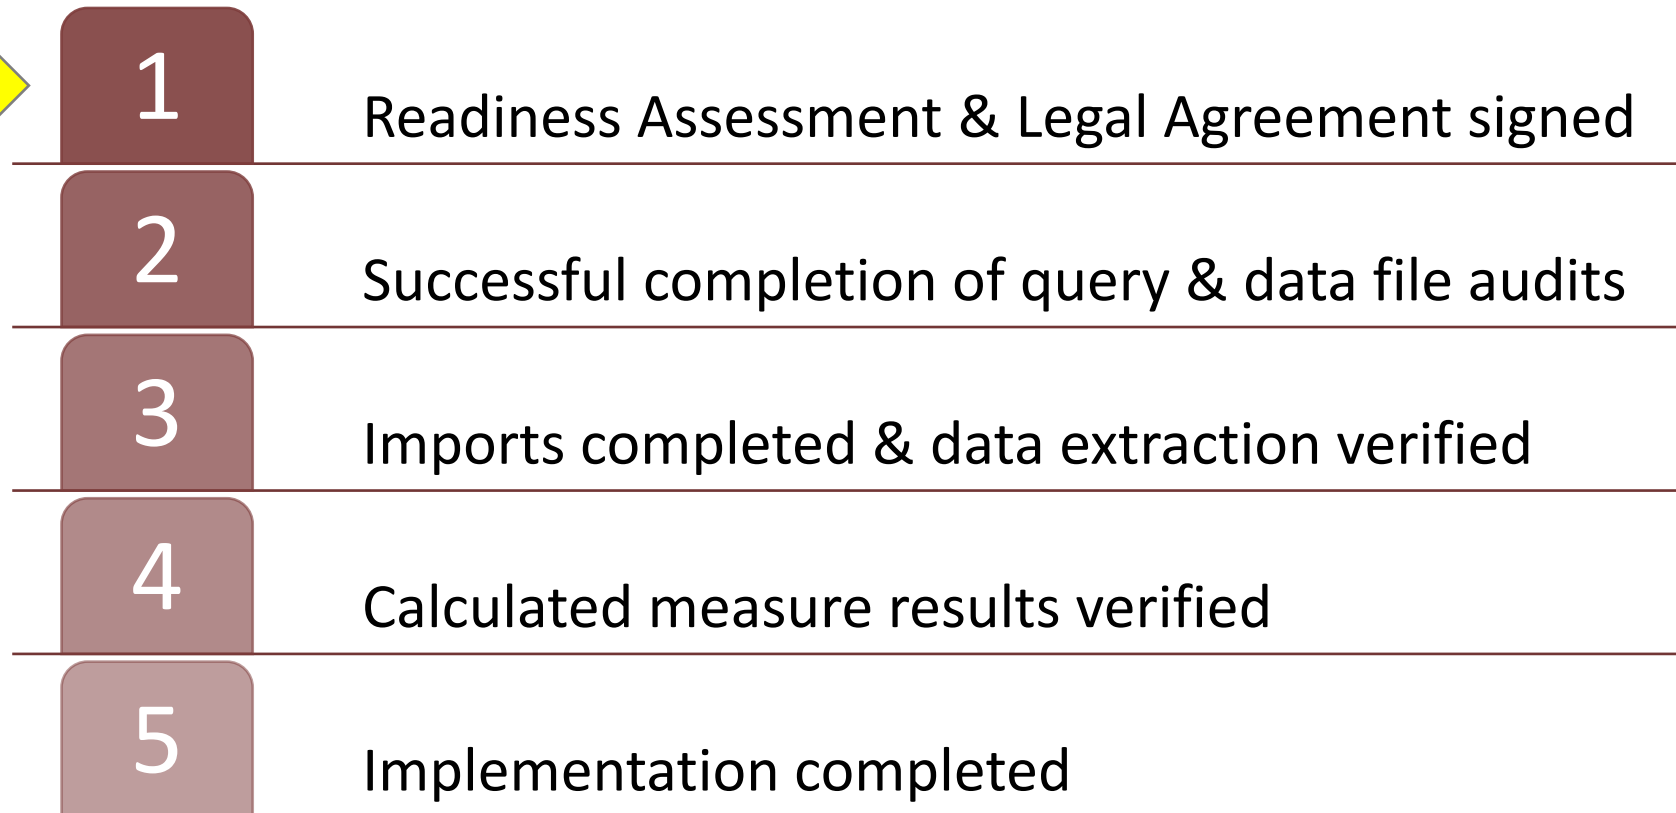 1 Readiness Assessment & Legal Agreement signed
2 Successful completion of query & data file audits
3 Imports completed & data extraction verified
4 Calculated measure results verified
5 Implementation completed